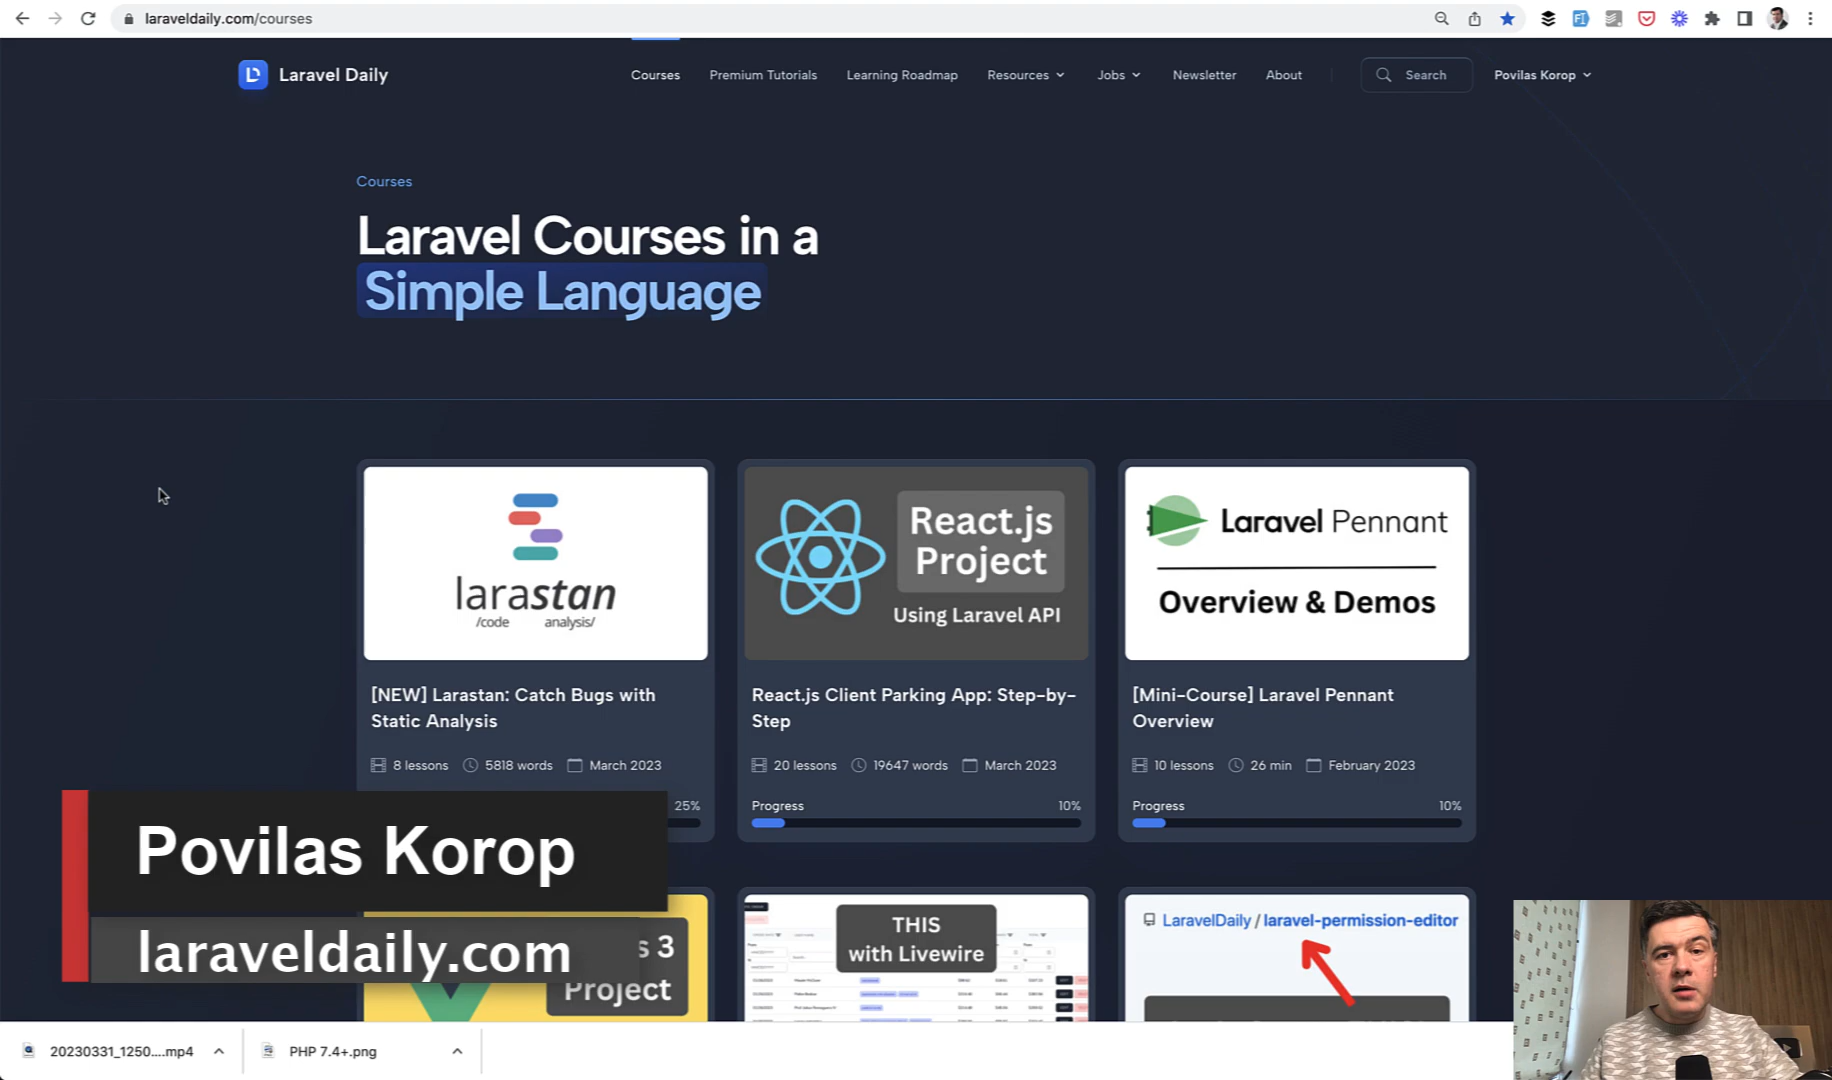 laraveldaily.com/courses
Laravel Daily
Courses
Premium Tutorials
Learning Roadmap
Resources
Jobs
Newsletter
About
Search
Povilas Korop
Courses
Laravel Courses in a
Simple Language
larastan
/code analysis/
[NEW] Larastan: Catch Bugs with
Static Analysis
8 lessons 5818 words March 2023
25%
React.js
Project
Using Laravel API
React.js Client Parking App: Step-by-
Step
20 lessons 19647 words March 2023
Progress 10%
Laravel Pennant
Overview & Demos
[Mini-Course] Laravel Pennant
Overview
10 lessons 26 min February 2023
Progress 10%
Povilas Korop
laraveldaily.com
s 3
Project
THIS
with Livewire
LaravelDaily / laravel-permission-editor
20230331_1250....mp4
PHP 7.4+.png